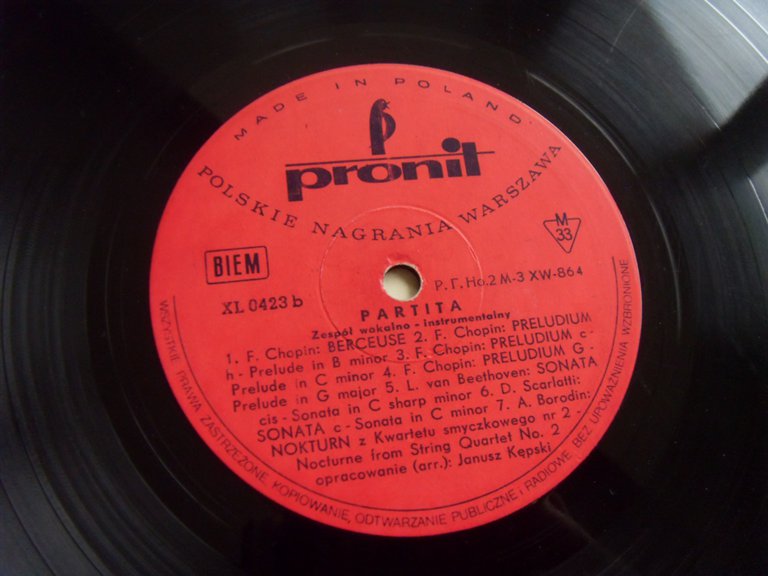 MADE IN POLAND
pronit
POLSKIE NAGRANIA WARSZAWA
M
33
BIEM
XL 0423 b
Р.Г.Но.2 М-3 XW-864
PARTITA
Zespół wokalno - instrumentalny
1. F. Chopin: BERCEUSE 2. F. Chopin: PRELUDIUM
h - Prelude in B minor 3. F. Chopin: PRELUDIUM c-
Prelude in C minor 4. F. Chopin: PRELUDIUM G-
Prelude in G major 5. L. van Beethoven: SONATA
cis - Sonata in C sharp minor 6. D. Scarlatti:
SONATA c - Sonata in C minor 7. A. Borodin:
NOKTURN z Kwartetu smyczkowego nr 2 -
Nocturne from String Quartet No. 2
opracowanie (arr.): Janusz Kępski
WSZYSTKIE PRAWA ZASTRZEŻONE. KOPIOWANIE, ODTWARZANIE PUBLICZNE i RADIOWE BEZ UPOWAŻNIENIA WZBRONIONE